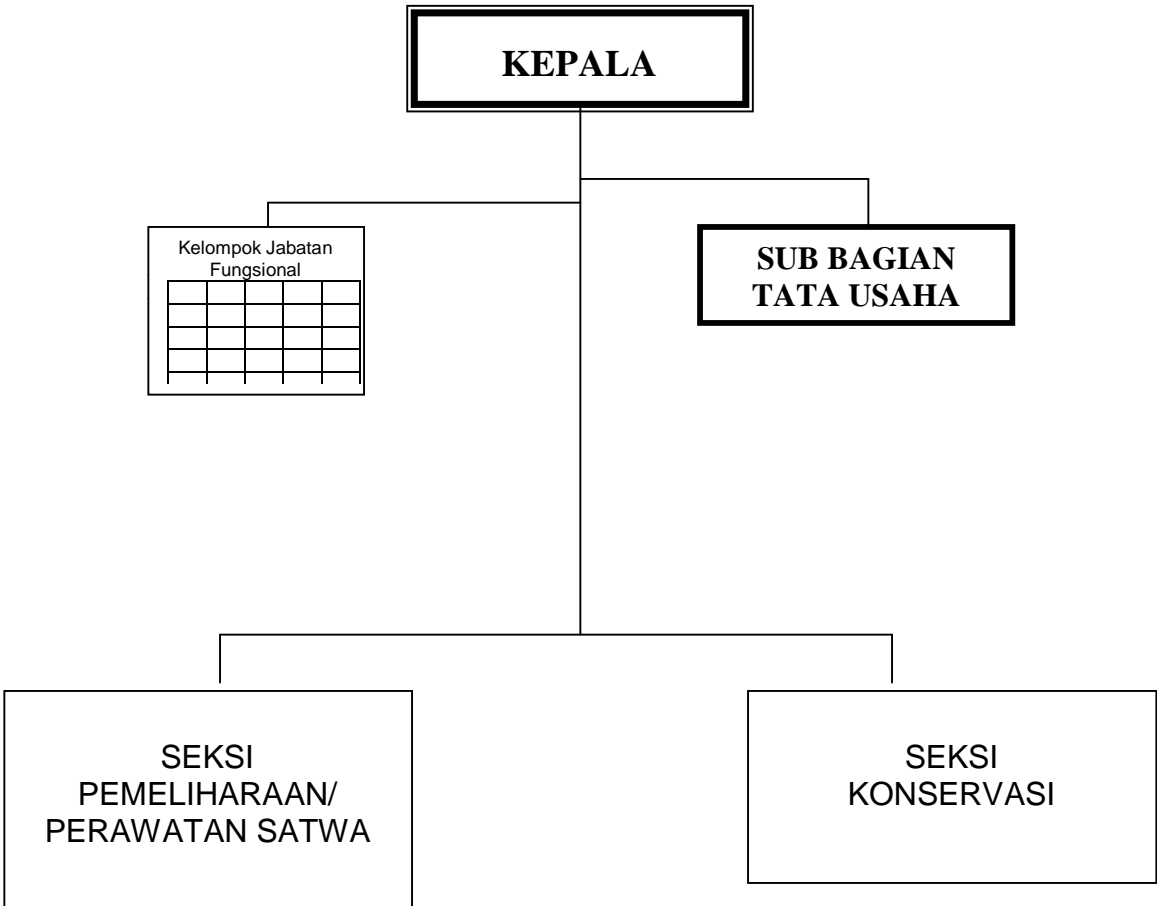 KEPALA
Kelompok Jabatan
Fungsional
SUB BAGIAN
TATA USAHA
SEKSI
PEMELIHARAAN/
PERAWATAN SATWA
SEKSI
KONSERVASI